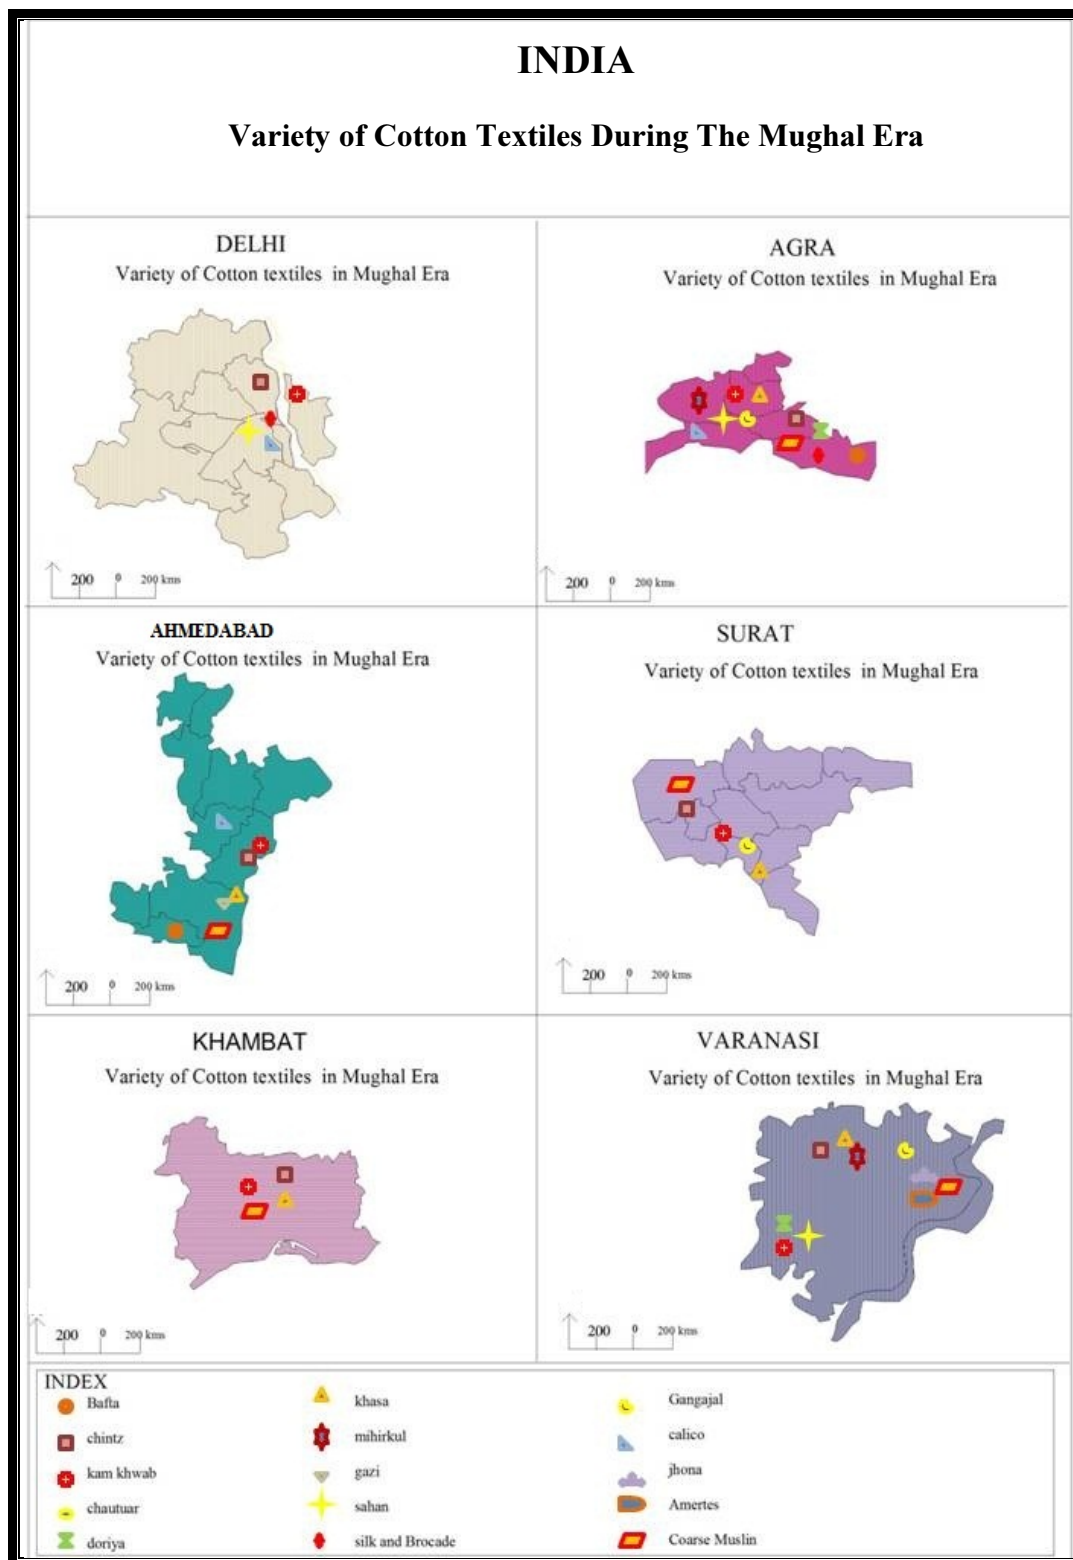 INDIA
Variety of Cotton Textiles During The Mughal Era
DELHI
Variety of Cotton textiles in Mughal Era
200 0 200 kms
AGRA
Variety of Cotton textiles in Mughal Era
200 0 200 kms
AHMEDABAD
Variety of Cotton textiles in Mughal Era
200 0 200 kms
SURAT
Variety of Cotton textiles in Mughal Era
200 0 200 kms
KHAMBAT
Variety of Cotton textiles in Mughal Era
200 0 200 kms
VARANASI
Variety of Cotton textiles in Mughal Era
200 0 200 kms
INDEX
Bafta
chintz
kam khwab
chautuar
doriya
khasa
mihirkul
gazi
sahan
silk and Brocade
Gangajal
calico
jhona
Amertes
Coarse Muslin